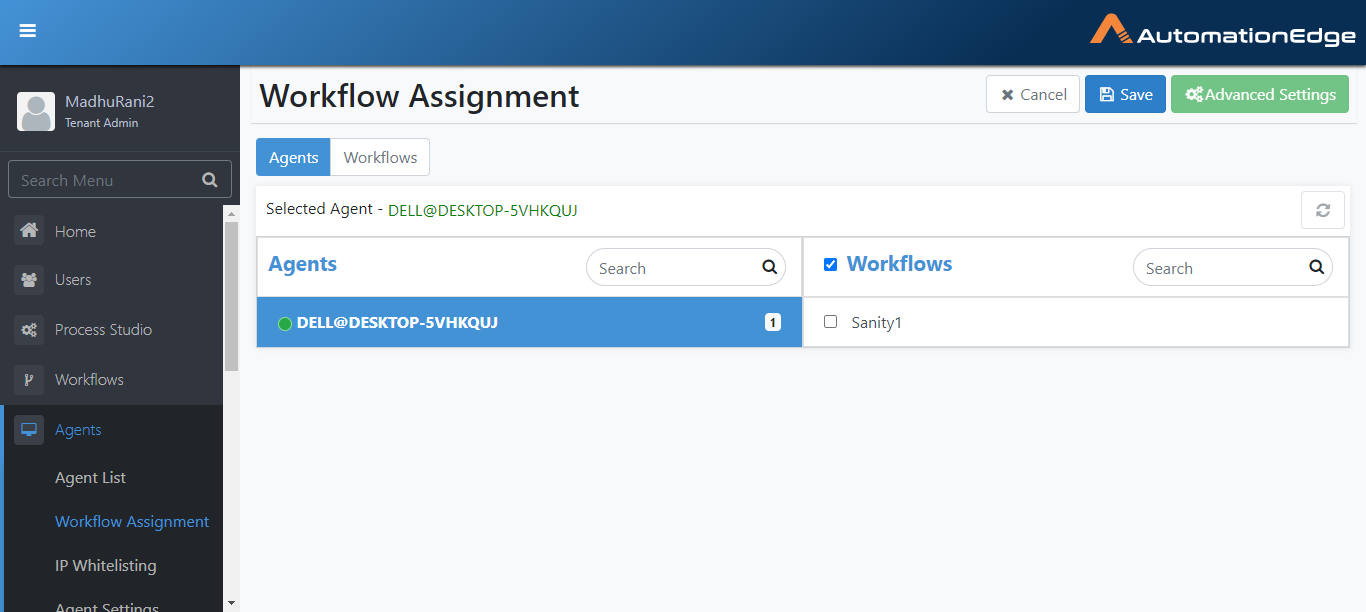 AutomationEdge
MadhuRani2
Tenant Admin
Search Menu
Home
Users
Process Studio
Workflows
Agents
Agent List
Workflow Assignment
IP Whitelisting
Agent Settings
Workflow Assignment
Cancel
Save
Advanced Settings
Agents
Workflows
Selected Agent - DELL@DESKTOP-5VHKQUJ
Agents
Search
Workflows
Search
DELL@DESKTOP-5VHKQUJ
1
Sanity1